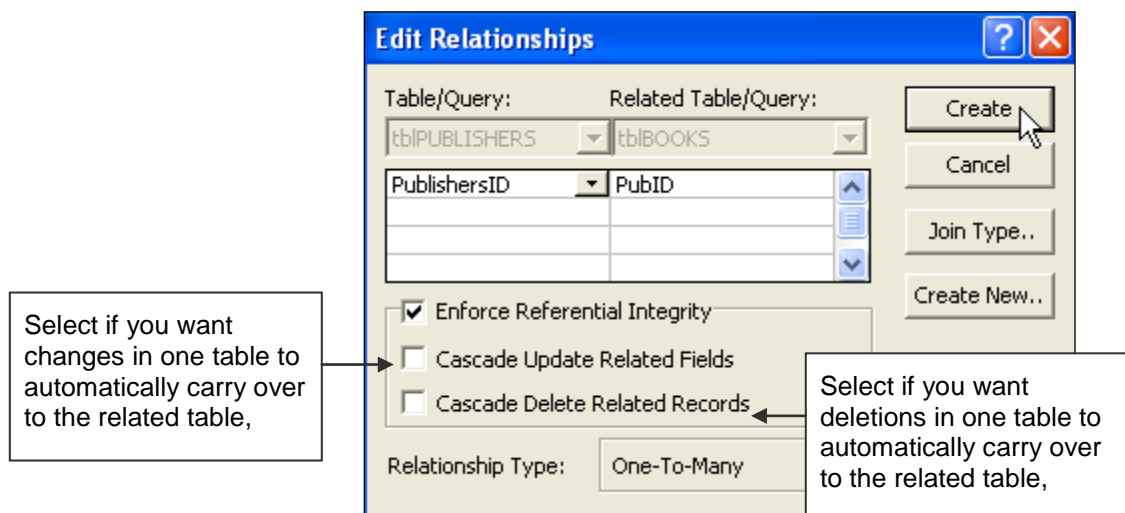 Edit Relationships
Table/Query: Related Table/Query:
tblPUBLISHERS tblBOOKS
PublishersID PubID
Create
Cancel
Join Type..
Create New..
Enforce Referential Integrity
Cascade Update Related Fields
Cascade Delete Related Records
Relationship Type: One-To-Many
Select if you want
changes in one table to
automatically carry over
to the related table,
Select if you want
deletions in one table to
automatically carry over
to the related table,